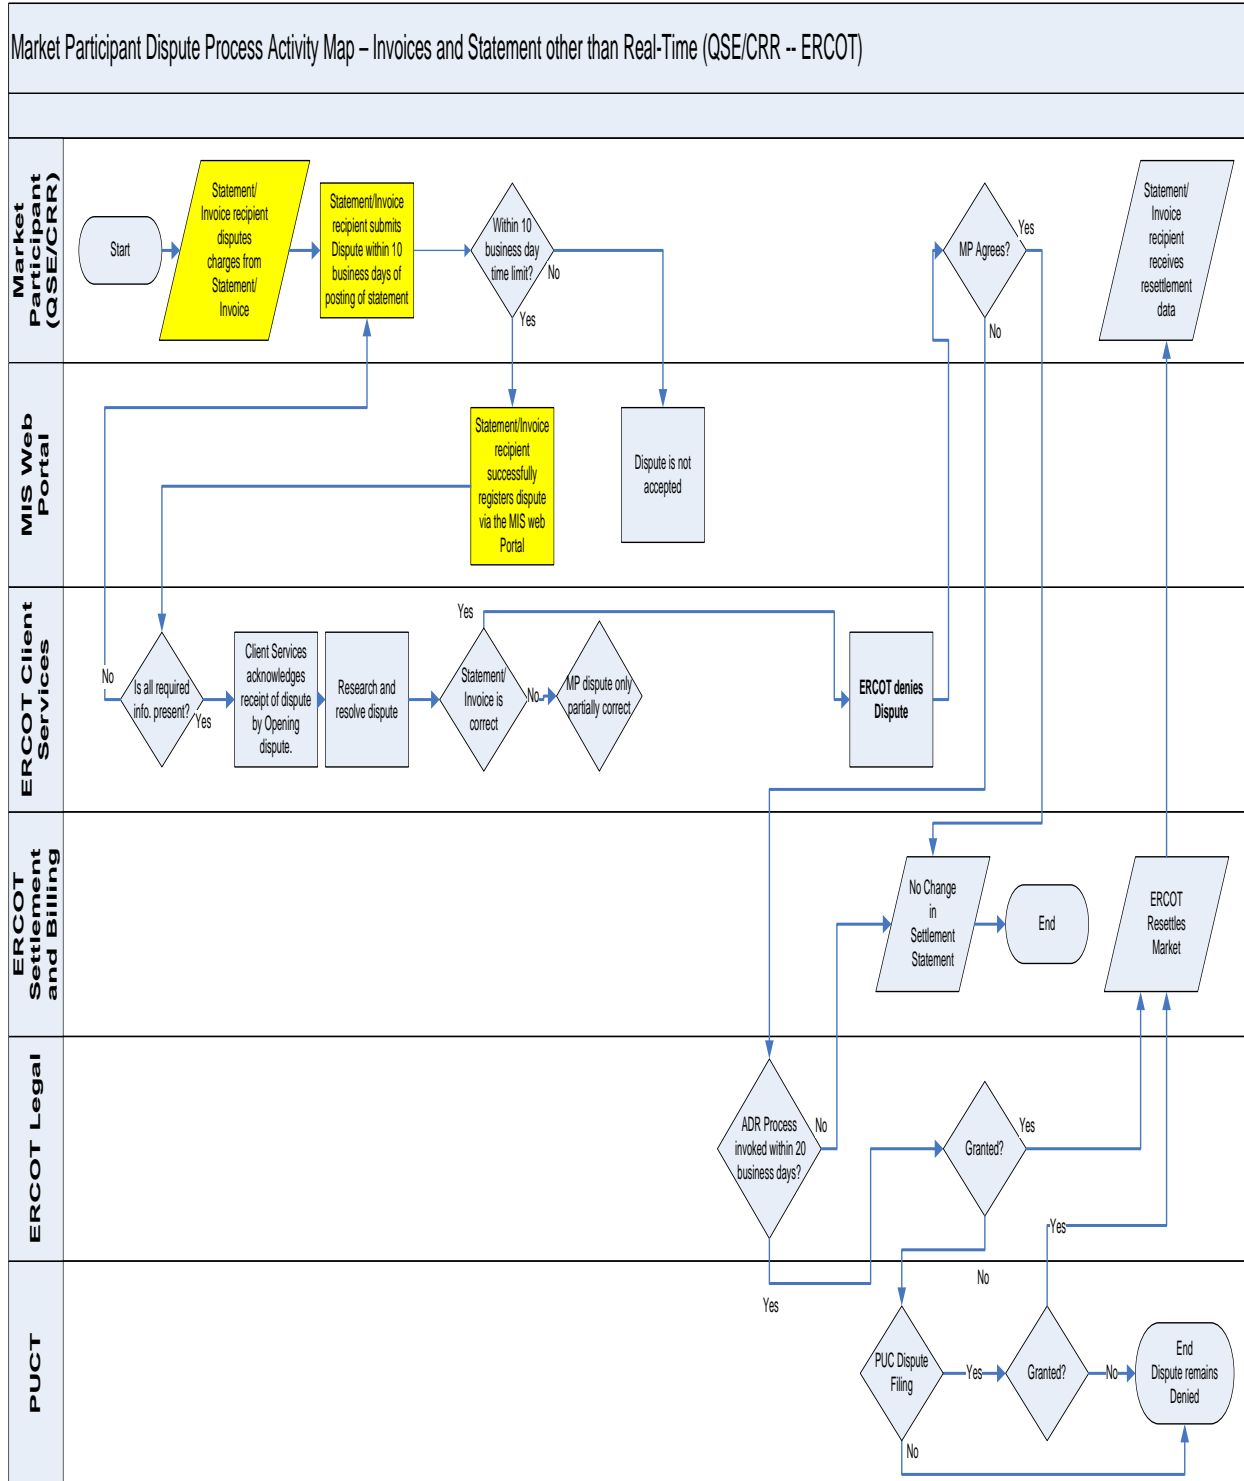 Market Participant Dispute Process Activity Map – Invoices and Statement other than Real-Time (QSE/CRR -- ERCOT)
Market
Participant
(QSE/CRR)
Start
Statement/
Invoice recipient
disputes
charges from
Statement/
Invoice
Statement/Invoice
recipient submits
Dispute within 10
business days of
posting of statement
Within 10
business day
time limit?
No
Yes
MP Agrees?
Yes
No
Statement/
Invoice
recipient
receives
resettlement
data
MIS Web
Portal
Statement/Invoice
recipient
successfully
registers dispute
via the MIS web
Portal
Dispute is not
accepted
ERCOT Client
Services
No
Is all required
info. present?
Yes
Client Services
acknowledges
receipt of dispute
by Opening
dispute.
Research and
resolve dispute
Yes
Statement/
Invoice is
correct
No
MP dispute only
partially correct
ERCOT denies
Dispute
ERCOT
Settlement
and Billing
No Change
in
Settlement
Statement
End
ERCOT
Resettles
Market
ERCOT Legal
ADR Process
invoked within 20
business days?
No
Yes
Granted?
Yes
No
PUCT
PUC Dispute
Filing
Yes
No
Granted?
Yes
No
End
Dispute remains
Denied